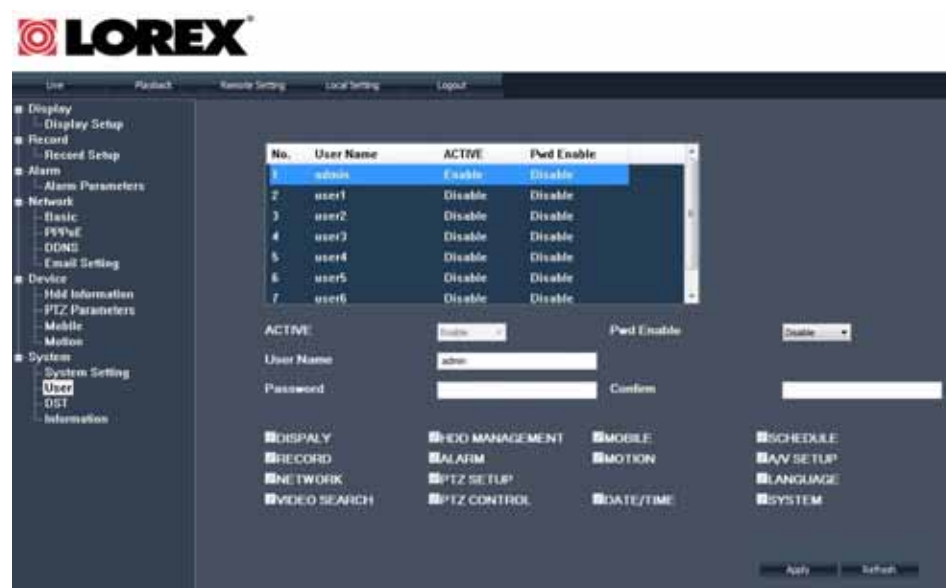 LOREX
Live Playback Remote Setting Local Setting Logout
Display
Display Setup
Record
Record Setup
Alarm
Alarm Parameters
Network
Basic
PPPoE
DDNS
Email Setting
Device
Hdd Information
PTZ Parameters
Mobile
Motion
System
System Setting
User
DST
Information
No. User Name ACTIVE Pwd Enable
1 admin Enable Disable
2 user1 Disable Disable
3 user2 Disable Disable
4 user3 Disable Disable
5 user4 Disable Disable
6 user5 Disable Disable
7 user6 Disable Disable
ACTIVE Enable Pwd Enable Disable
User Name admin
Password Confirm
DISPALY HDD MANAGEMENT MOBILE SCHEDULE
RECORD ALARM MOTION A/V SETUP
NETWORK PTZ SETUP LANGUAGE
VIDEO SEARCH PTZ CONTROL DATE/TIME SYSTEM
Apply Refresh